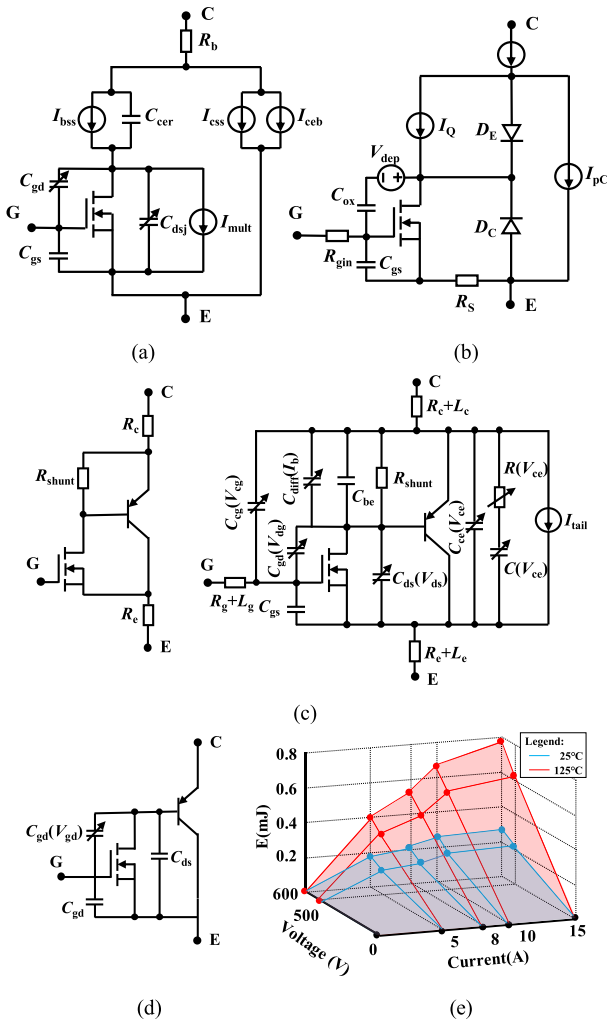 C
R_b
I_bss
C_cer
I_css
I_ceb
C_gd
G
C_dsj
I_mult
C_gs
E
(a)
C
I_Q
D_E
V_dep
I_pC
C_ox
G
D_C
R_gin
C_gs
R_S
E
(b)
C
R_c
R_shunt
G
R_e
E
C
R_c+L_c
C_cg(V_cg)
C_diff(I_b)
C_be
R_shunt
C_ce(V_ce)
R(V_ce)
I_tail
C_gd(V_dg)
G
R_g+L_g
C_gs
C_ds(V_ds)
C(V_ce)
R_e+L_e
E
(c)
C
C_gd(V_gd)
G
C_ds
C_gd
E
(d)
Legend:
25℃
125℃
0.8
0.6
0.4
0.2
E(mJ)
600
500
0
Voltage (V)
5
8
10
15
Current(A)
(e)